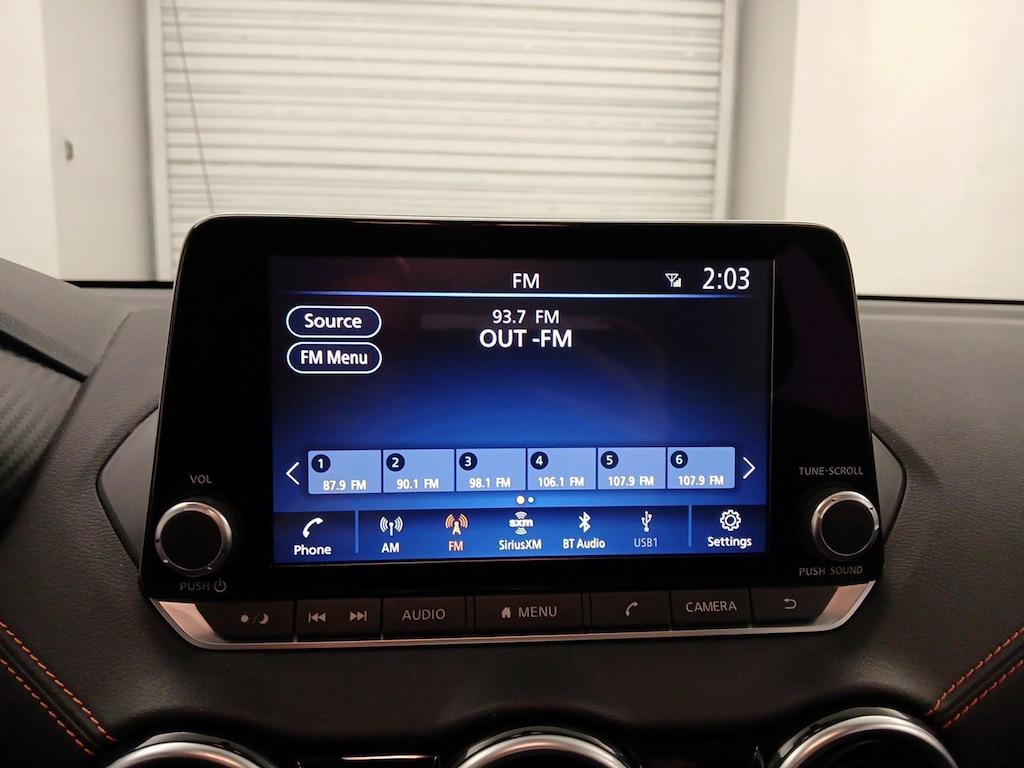 FM
2:03
Source
93.7 FM
OUT -FM
FM Menu
1 2 3 4 5 6
87.9 FM 90.1 FM 98.1 FM 106.1 FM 107.9 FM 107.9 FM
VOL
TUNE·SCROLL
Phone AM FM sxm SiriusXM BT Audio USB1 Settings
PUSH
PUSH SOUND
AUDIO MENU CAMERA